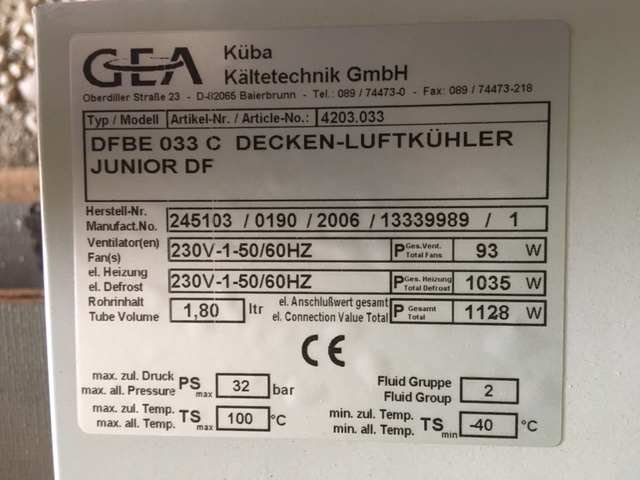 GEA Küba
Kältetechnik GmbH
Oberdiller Straße 23 - D-82065 Baierbrunn - Tel.: 089 / 74473-0 - Fax: 089 / 74473-218
Typ / Modell Artikel-Nr. / Article-No.: 4203.033
DFBE 033 C DECKEN-LUFTKÜHLER
JUNIOR DF
Herstell-Nr.
Manufact.No. 245103 / 0190 / 2006 / 13339989 / 1
Ventilator(en)
Fan(s) 230V-1-50/60HZ P Ges.Vent. Total Fans 93 W
el. Heizung
el. Defrost 230V-1-50/60HZ P Ges. Heizung Total Defrost 1035 W
Rohrinhalt
Tube Volume 1,80 ltr
el. Anschlußwert gesamt
el. Connection Value Total P Gesamt Total 1128 W
CE
max. zul. Druck
max. all. Pressure PS max 32 bar
Fluid Gruppe
Fluid Group 2
max. zul. Temp.
max. all. Temp. TS max 100 °C
min. zul. Temp.
min. all. Temp. TS min -40 °C